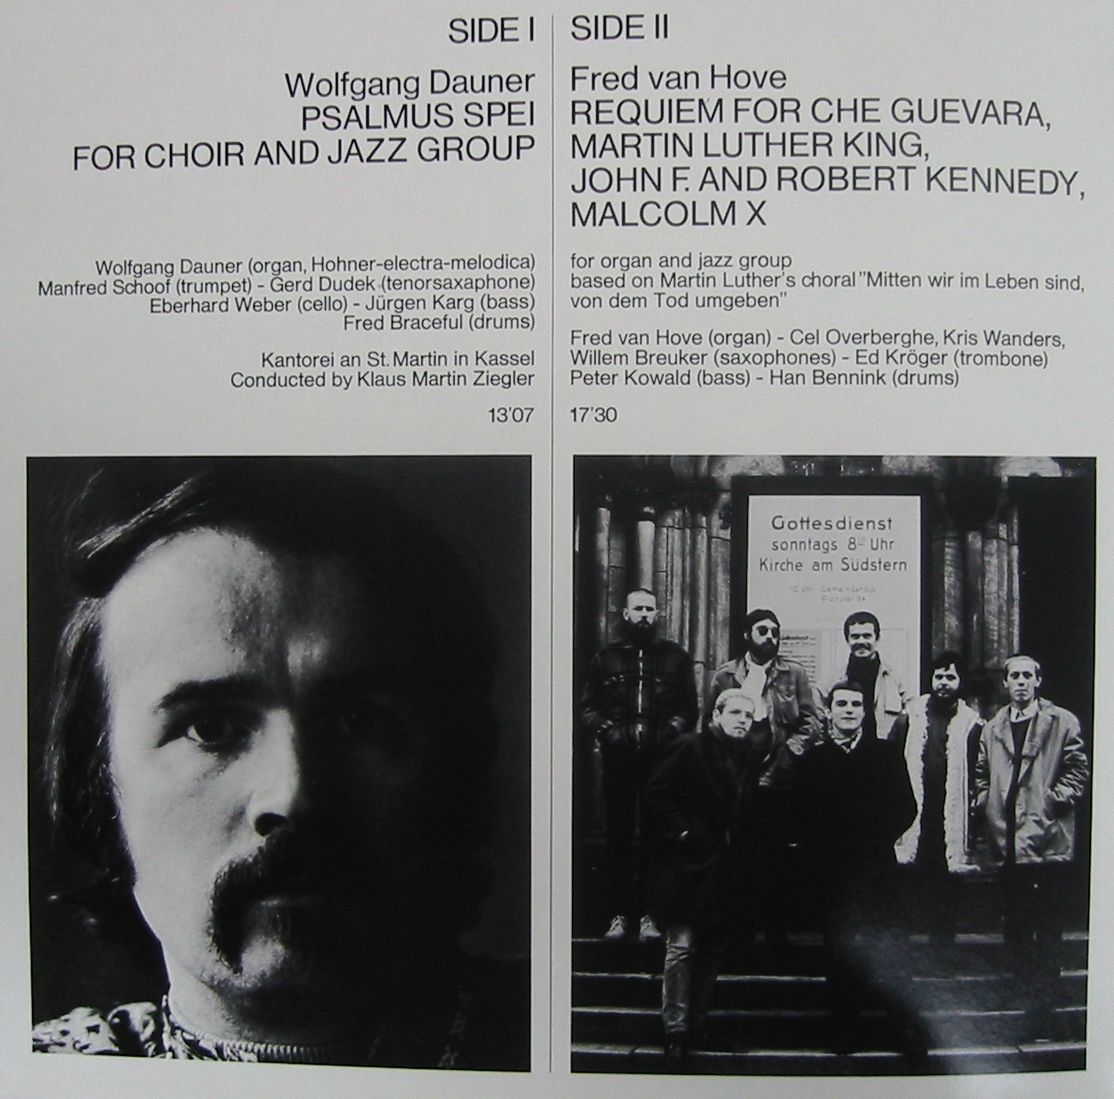 SIDE I
Wolfgang Dauner
PSALMUS SPEI
FOR CHOIR AND JAZZ GROUP
Wolfgang Dauner (organ, Hohner-electra-melodica)
Manfred Schoof (trumpet) - Gerd Dudek (tenorsaxaphone)
Eberhard Weber (cello) - Jürgen Karg (bass)
Fred Braceful (drums)
Kantorei an St. Martin in Kassel
Conducted by Klaus Martin Ziegler
13'07
SIDE II
Fred van Hove
REQUIEM FOR CHE GUEVARA,
MARTIN LUTHER KING,
JOHN F. AND ROBERT KENNEDY,
MALCOLM X
for organ and jazz group
based on Martin Luther's choral "Mitten wir im Leben sind,
von dem Tod umgeben"
Fred van Hove (organ) - Cel Overberghe, Kris Wanders,
Willem Breuker (saxophones) - Ed Kröger (trombone)
Peter Kowald (bass) - Han Bennink (drums)
17'30
Gottesdienst
sonntags 8 Uhr
Kirche am Südstern